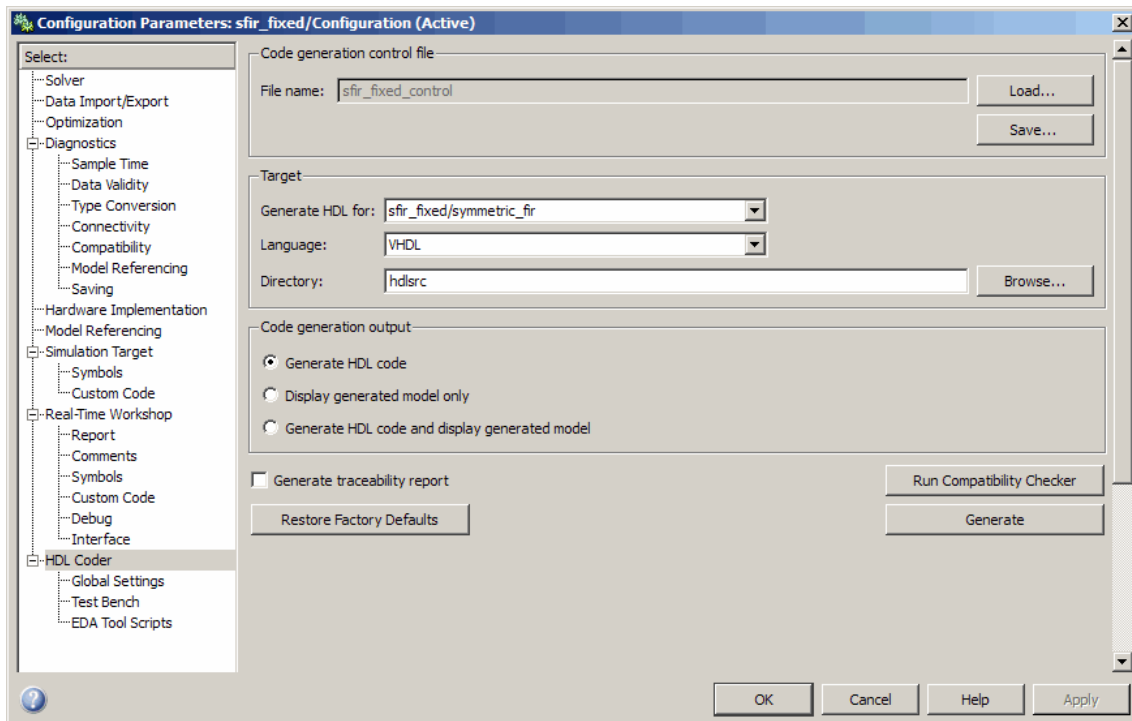 Configuration Parameters: sfir_fixed/Configuration (Active)
Select:
Solver
Data Import/Export
Optimization
Diagnostics
Sample Time
Data Validity
Type Conversion
Connectivity
Compatibility
Model Referencing
Saving
Hardware Implementation
Model Referencing
Simulation Target
Symbols
Custom Code
Real-Time Workshop
Report
Comments
Symbols
Custom Code
Debug
Interface
HDL Coder
Global Settings
Test Bench
EDA Tool Scripts
Code generation control file
File name: sfir_fixed_control Load...
Save...
Target
Generate HDL for: sfir_fixed/symmetric_fir
Language: VHDL
Directory: hdlsrc Browse...
Code generation output
Generate HDL code
Display generated model only
Generate HDL code and display generated model
Generate traceability report Run Compatibility Checker
Restore Factory Defaults Generate
OK Cancel Help Apply